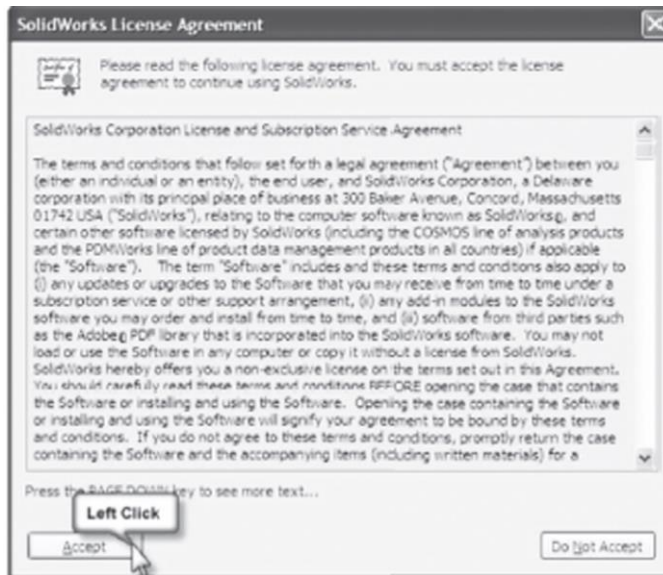 SolidWorks License Agreement
Please read the following license agreement. You must accept the license
agreement to continue using SolidWorks.
SolidWorks Corporation License and Subscription Service Agreement
The terms and conditions that follow set forth a legal agreement ("Agreement") between you
(either an individual or an entity), the end user, and SolidWorks Corporation, a Delaware
corporation with its principal place of business at 300 Baker Avenue, Concord, Massachusetts
01742 USA ("SolidWorks"), relating to the computer software known as SolidWorks®, and
certain other software licensed by SolidWorks (including the COSMOS line of analysis products
and the PDMWorks line of product data management products in all countries) if applicable
(the "Software"). The term "Software" includes and these terms and conditions also apply to
(i) any updates or upgrades to the Software that you may receive from time to time under a
subscription service or other support arrangement, (ii) any add-in modules to the SolidWorks
software you may order and install from time to time, and (iii) software from third parties such
as the Adobe® PDF library that is incorporated into the SolidWorks software. You may not
load or use the Software in any computer or copy it without a license from SolidWorks.
SolidWorks hereby offers you a non-exclusive license on the terms set out in this Agreement.
You should carefully read these terms and conditions BEFORE opening the case that contains
the Software or installing and using the Software. Opening the case containing the Software
or installing and using the Software will signify your agreement to be bound by these terms
and conditions. If you do not agree to these terms and conditions, promptly return the case
containing the Software and the accompanying items (including written materials) for a
Press the PAGE DOWN key to see more text...
Left Click
Accept
Do Not Accept